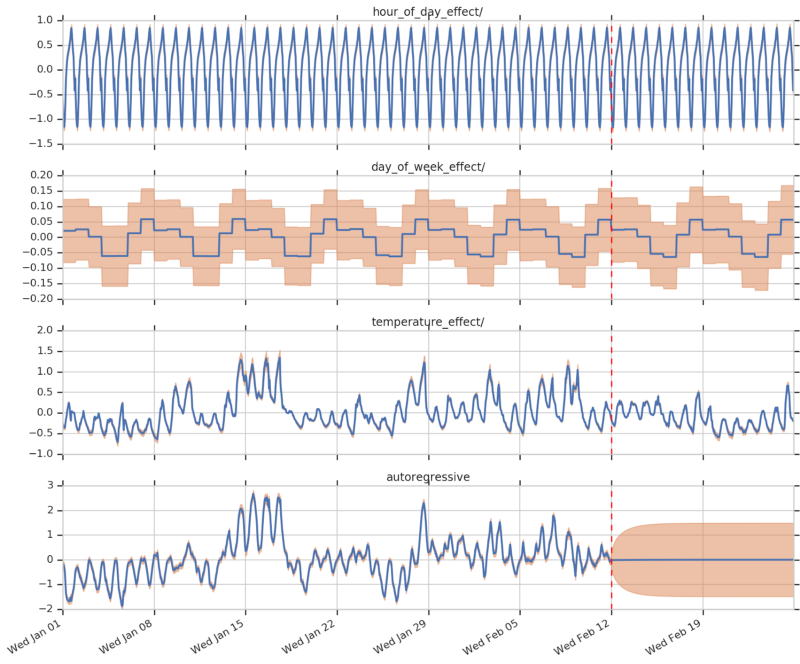 hour_of_day_effect/
1.0
0.5
0.0
−0.5
−1.0
−1.5
day_of_week_effect/
0.20
0.15
0.10
0.05
0.00
−0.05
−0.10
−0.15
−0.20
temperature_effect/
2.0
1.5
1.0
0.5
0.0
−0.5
−1.0
autoregressive
3
2
1
0
−1
−2
Wed Jan 01
Wed Jan 08
Wed Jan 15
Wed Jan 22
Wed Jan 29
Wed Feb 05
Wed Feb 12
Wed Feb 19